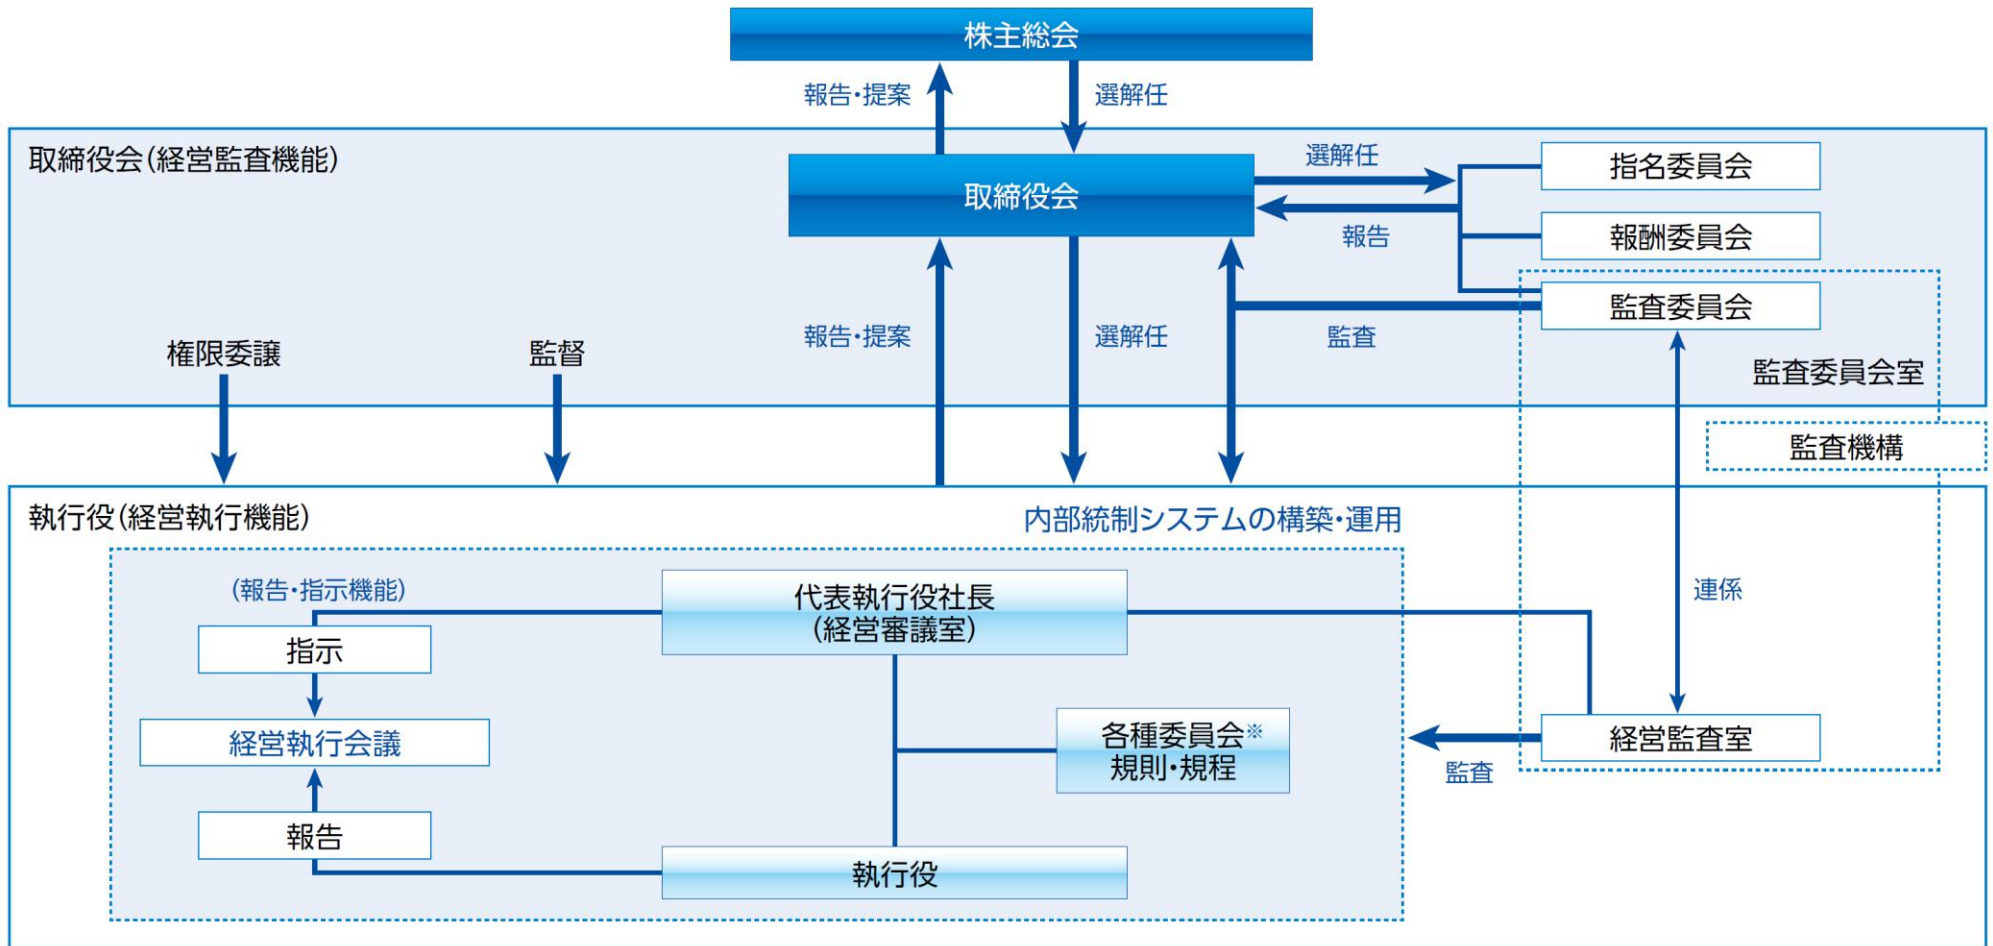 株主総会
報告・提案
選解任
取締役会(経営監査機能)
取締役会
選解任
報告
指名委員会
報酬委員会
監査委員会
権限委譲
監督
報告・提案
選解任
監査
監査委員会室
監査機構
執行役(経営執行機能)
内部統制システムの構築・運用
(報告・指示機能)
指示
経営執行会議
報告
代表執行役社長
(経営審議室)
各種委員会※
規則・規程
執行役
連係
経営監査室
監査